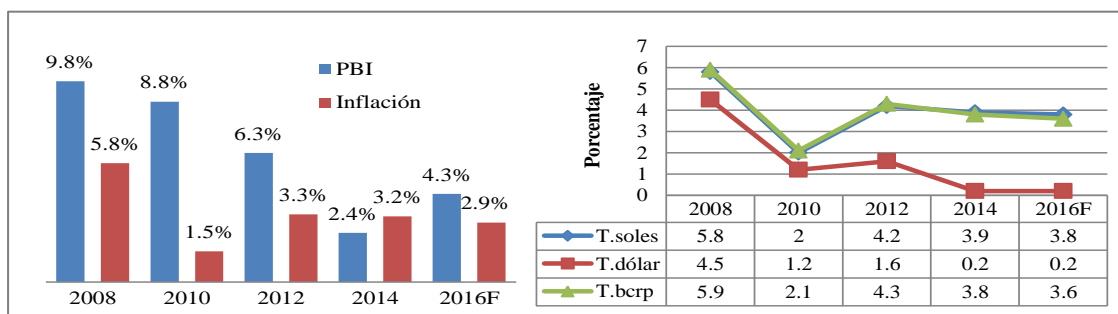 9.8%
8.8%
6.3%
2.4%
4.3%
5.8%
1.5%
3.3%
3.2%
2.9%
PBI
Inflación
2008 2010 2012 2014 2016F
Porcentaje
7
6
5
4
3
2
1
0
2008 2010 2012 2014 2016F
T.soles 5.8 2 4.2 3.9 3.8
T.dólar 4.5 1.2 1.6 0.2 0.2
T.bcrp 5.9 2.1 4.3 3.8 3.6